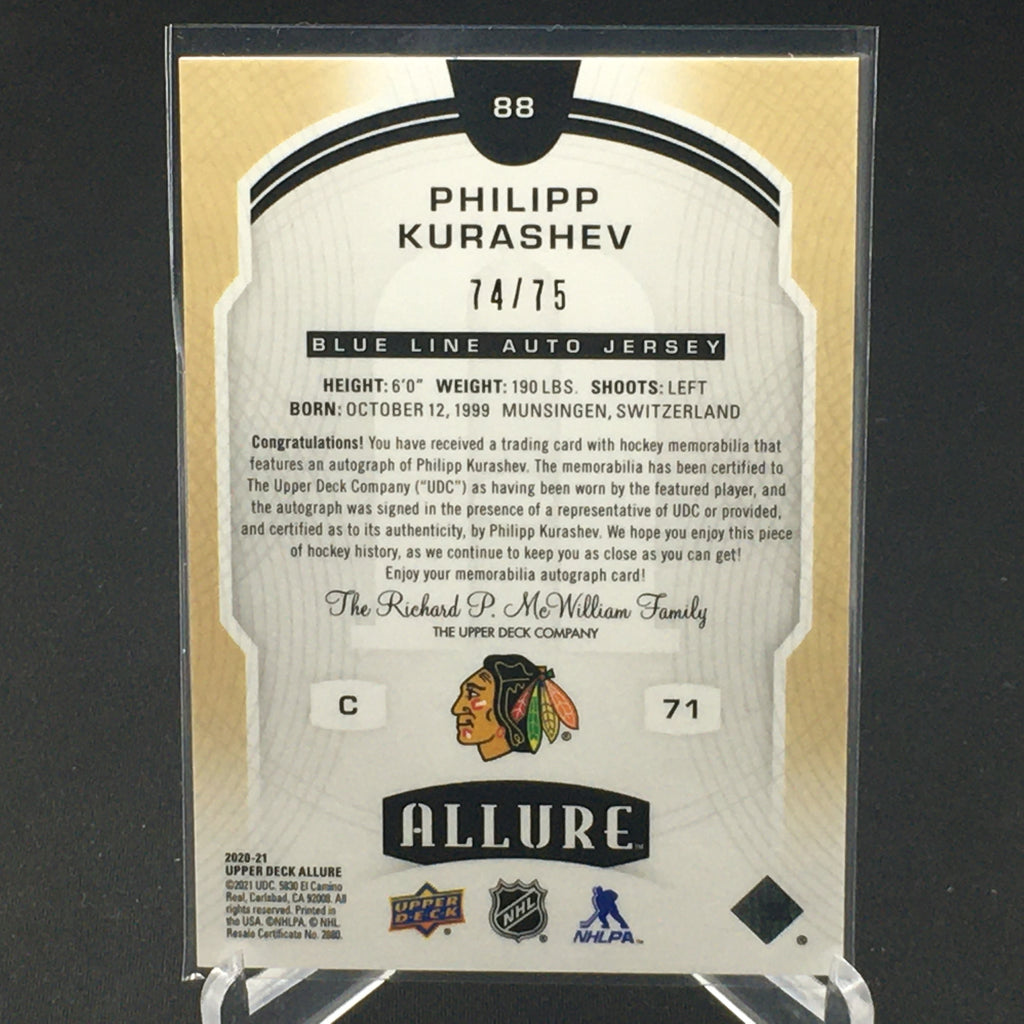 88
PHILIPP
KURASHEV
74/75
BLUE LINE AUTO JERSEY
HEIGHT: 6'0" WEIGHT: 190 LBS. SHOOTS: LEFT
BORN: OCTOBER 12, 1999 MUNSINGEN, SWITZERLAND
Congratulations! You have received a trading card with hockey memorabilia that
features an autograph of Philipp Kurashev. The memorabilia has been certified to
The Upper Deck Company ("UDC") as having been worn by the featured player, and
the autograph was signed in the presence of a representative of UDC or provided,
and certified as to its authenticity, by Philipp Kurashev. We hope you enjoy this piece
of hockey history, as we continue to keep you as close as you can get!
Enjoy your memorabilia autograph card!
The Richard P. McWilliam Family
THE UPPER DECK COMPANY
C
71
®
ALLURE™
2020-21
UPPER DECK ALLURE
©2021 UDC. 5830 El Camino
Real, Carlsbad, CA 92008. All
rights reserved. Printed in
the USA. ©NHLPA. © NHL
Resale Certificate No. 2880.
UPPER
D·E·C·K ®
NHL ®
NHLPA™
®